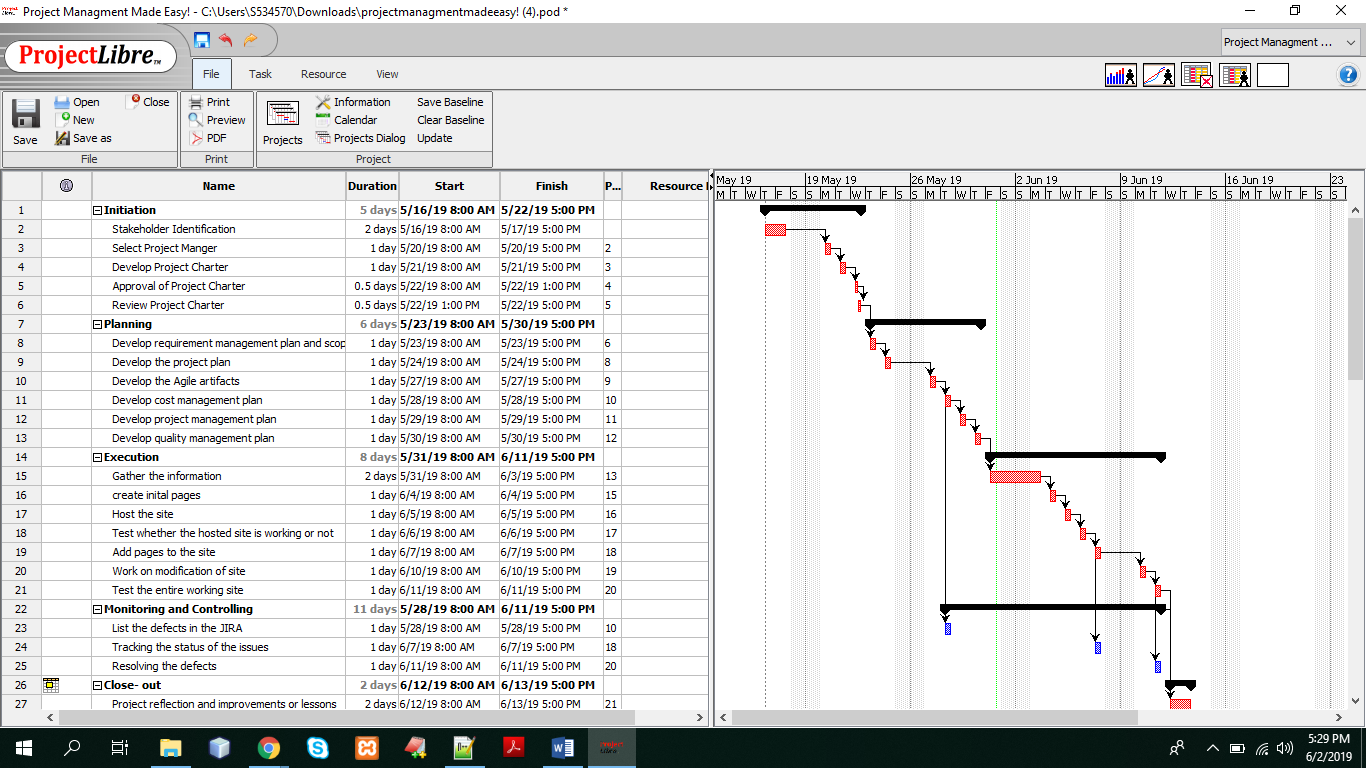 Project Managment Made Easy! - C:\Users\S534570\Downloads\projectmanagmentmadeeasy! (4).pod *
ProjectLibre™
Project Managment ...
File Task Resource View
Save Open New Save as Close
File
Print Preview PDF
Print
Projects Information Calendar Projects Dialog Save Baseline Clear Baseline Update
Project
Name Duration Start Finish P... Resource
1 Initiation 5 days 5/16/19 8:00 AM 5/22/19 5:00 PM
2 Stakeholder Identification 2 days 5/16/19 8:00 AM 5/17/19 5:00 PM
3 Select Project Manger 1 day 5/20/19 8:00 AM 5/20/19 5:00 PM 2
4 Develop Project Charter 1 day 5/21/19 8:00 AM 5/21/19 5:00 PM 3
5 Approval of Project Charter 0.5 days 5/22/19 8:00 AM 5/22/19 1:00 PM 4
6 Review Project Charter 0.5 days 5/22/19 1:00 PM 5/22/19 5:00 PM 5
7 Planning 6 days 5/23/19 8:00 AM 5/30/19 5:00 PM
8 Develop requirement management plan and scop 1 day 5/23/19 8:00 AM 5/23/19 5:00 PM 6
9 Develop the project plan 1 day 5/24/19 8:00 AM 5/24/19 5:00 PM 8
10 Develop the Agile artifacts 1 day 5/27/19 8:00 AM 5/27/19 5:00 PM 9
11 Develop cost management plan 1 day 5/28/19 8:00 AM 5/28/19 5:00 PM 10
12 Develop project management plan 1 day 5/29/19 8:00 AM 5/29/19 5:00 PM 11
13 Develop quality management plan 1 day 5/30/19 8:00 AM 5/30/19 5:00 PM 12
14 Execution 8 days 5/31/19 8:00 AM 6/11/19 5:00 PM
15 Gather the information 2 days 5/31/19 8:00 AM 6/3/19 5:00 PM 13
16 create inital pages 1 day 6/4/19 8:00 AM 6/4/19 5:00 PM 15
17 Host the site 1 day 6/5/19 8:00 AM 6/5/19 5:00 PM 16
18 Test whether the hosted site is working or not 1 day 6/6/19 8:00 AM 6/6/19 5:00 PM 17
19 Add pages to the site 1 day 6/7/19 8:00 AM 6/7/19 5:00 PM 18
20 Work on modification of site 1 day 6/10/19 8:00 AM 6/10/19 5:00 PM 19
21 Test the entire working site 1 day 6/11/19 8:00 AM 6/11/19 5:00 PM 20
22 Monitoring and Controlling 11 days 5/28/19 8:00 AM 6/11/19 5:00 PM
23 List the defects in the JIRA 1 day 5/28/19 8:00 AM 5/28/19 5:00 PM 10
24 Tracking the status of the issues 1 day 6/7/19 8:00 AM 6/7/19 5:00 PM 18
25 Resolving the defects 1 day 6/11/19 8:00 AM 6/11/19 5:00 PM 20
26 Close- out 2 days 6/12/19 8:00 AM 6/13/19 5:00 PM
27 Project reflection and improvements or lessons 2 days 6/12/19 8:00 AM 6/13/19 5:00 PM 21
May 19 19 May 19 26 May 19 2 Jun 19 9 Jun 19 16 Jun 19 23
M T W T F S S M T W T F S S M T W T F S S M T W T F S S M T W T F S S M T W T F S S
5:29 PM
6/2/2019